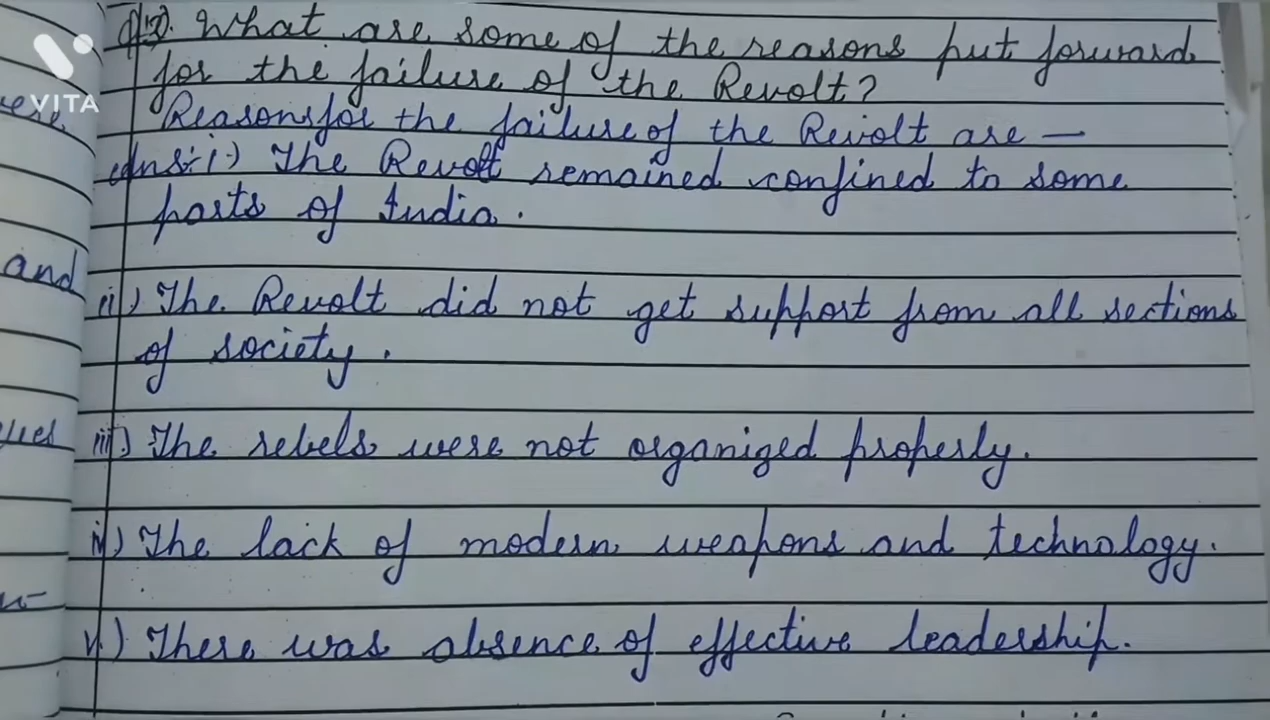 What are some of the reasons put forward
for the failure of the Revolt?
Reasons for the failure of the Revolt are —
Ans:- i) The Revolt remained confined to some
parts of India.
ii) The Revolt did not get support from all sections
of society.
iii) The rebels were not organized properly.
iv) The lack of modern weapons and technology.
v) There was absence of effective leadership.
VITA
and